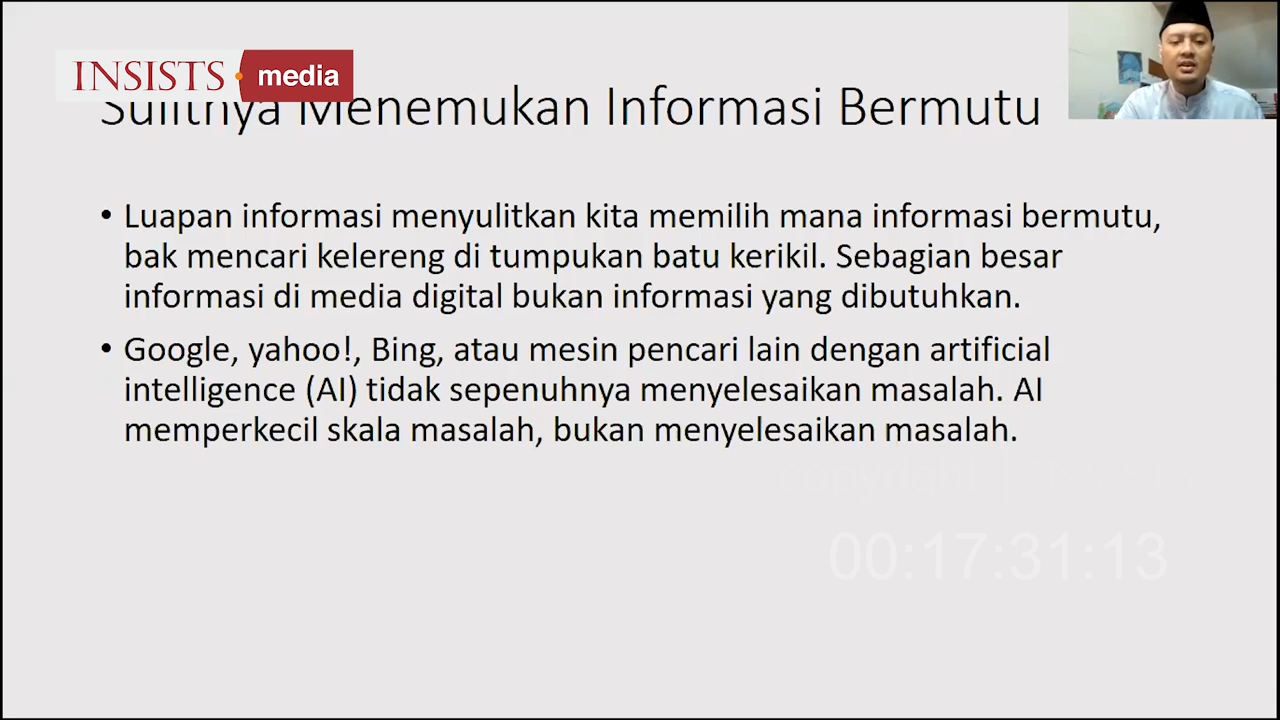 INSISTS media
Sulitnya Menemukan Informasi Bermutu
• Luapan informasi menyulitkan kita memilih mana informasi bermutu,
bak mencari kelereng di tumpukan batu kerikil. Sebagian besar
informasi di media digital bukan informasi yang dibutuhkan.
• Google, yahoo!, Bing, atau mesin pencari lain dengan artificial
intelligence (AI) tidak sepenuhnya menyelesaikan masalah. AI
memperkecil skala masalah, bukan menyelesaikan masalah.
00:17:31:13